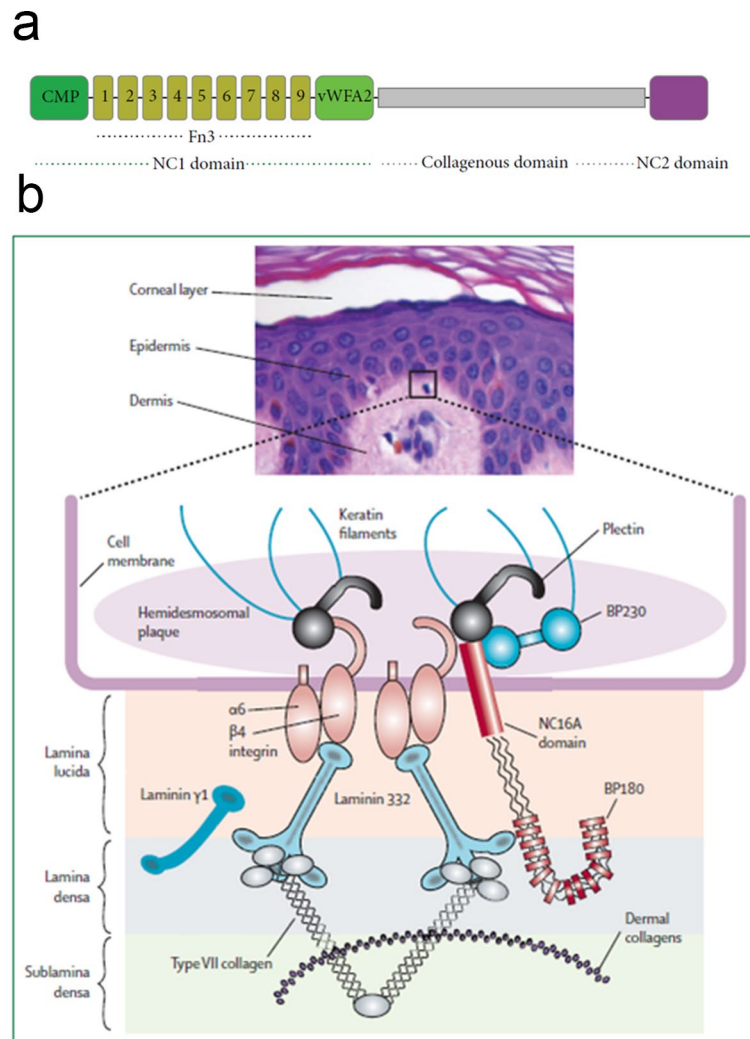 a
CMP 1 2 3 4 5 6 7 8 9 vWFA2
Fn3
NC1 domain Collagenous domain NC2 domain
b
Corneal layer
Epidermis
Dermis
Cell
membrane
Keratin
filaments
Plectin
Hemidesmosomal
plaque
BP230
α6
β4
integrin
NC16A
domain
Lamina
lucida
Laminin γ1
Laminin 332
BP180
Lamina
densa
Type VII collagen
Dermal
collagens
Sublamina
densa